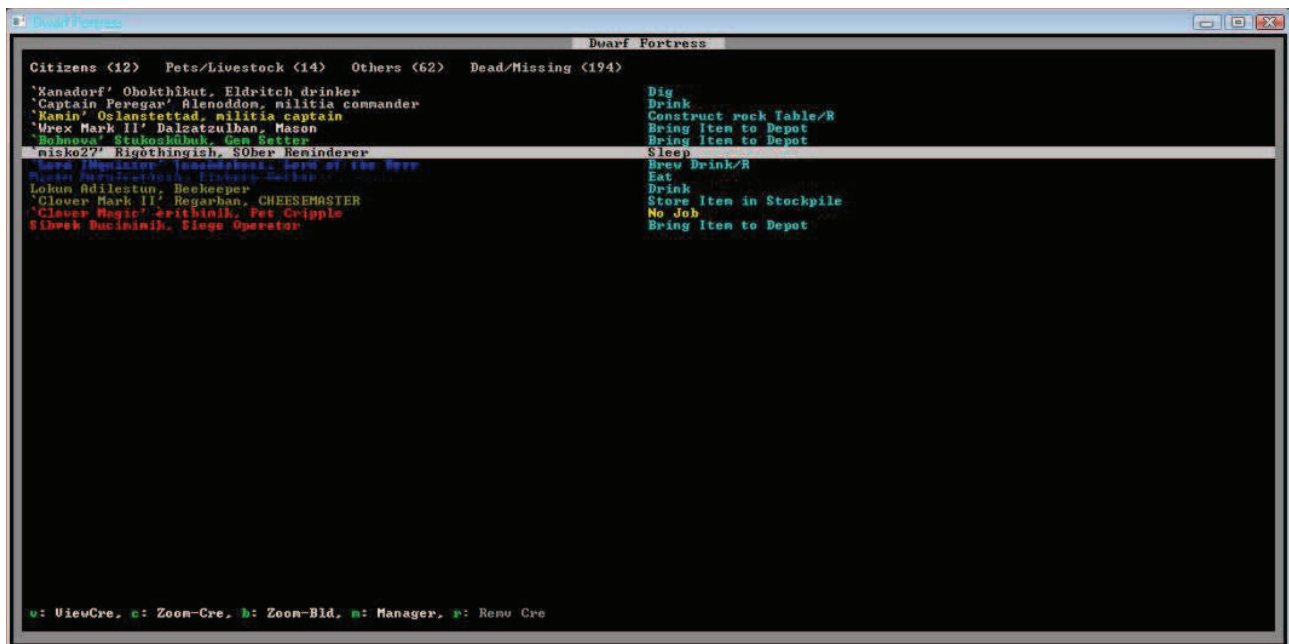 Dwarf Fortress
Dwarf Fortress
Citizens (12) Pets/Livestock (14) Others (62) Dead/Missing (194)
`Xanadorf' Obokthîkut, Eldritch drinker Dig
`Captain Peregar' Alenoddom, militia commander Drink
`Kamin' Oslanstettad, militia captain Construct rock Table/R
`Wrex Mark II' Dalzatzulban, Mason Bring Item to Depot
`Bobnova' Stukoskûbuk, Gem Setter Bring Item to Depot
`misko27' Rigòthingish, SOber Reminderer Sleep
Brew Drink/R
Eat
Lokum Adilestun, Beekeeper Drink
`Clover Mark II' Regarban, CHEESEMASTER Store Item in Stockpile
`Clover Magic' èrithinik, Pet Cripple No Job
Sibrek Duciminik, Siege Operator Bring Item to Depot
v: ViewCre, c: Zoom-Cre, b: Zoom-Bld, m: Manager, r: Remv Cre